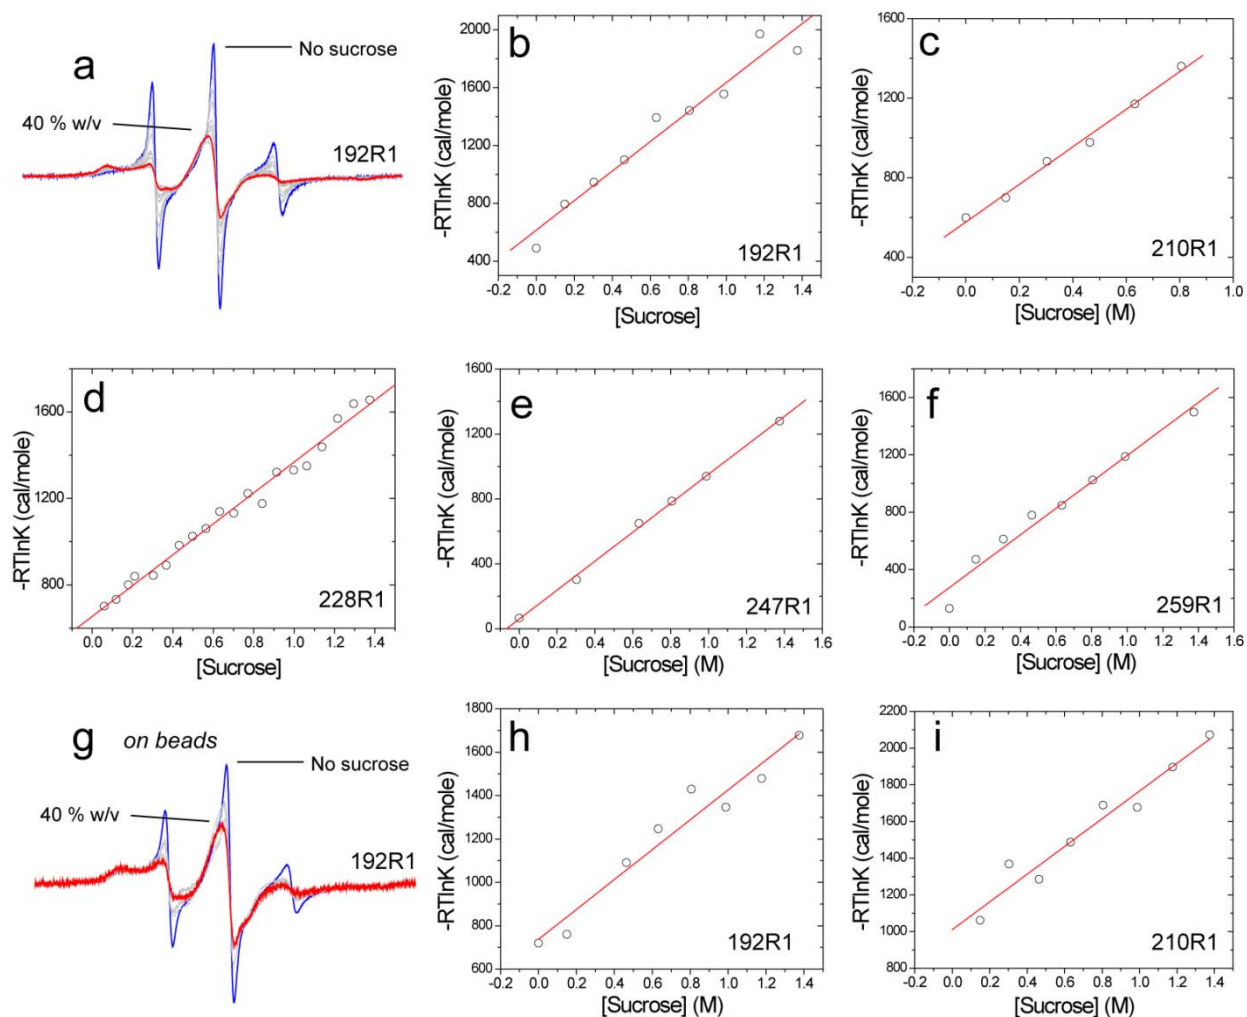 a
No sucrose
40 % w/v
192R1
b
-RTlnK (cal/mole)
2000
1600
1200
800
400
0.0 0.2 0.4 0.6 0.8 1.0 1.2 1.4
[Sucrose]
192R1
c
-RTlnK (cal/mole)
1600
1200
800
400
-0.2 0.0 0.2 0.4 0.6 0.8 1.0
[Sucrose] (M)
210R1
d
-RTlnK (cal/mole)
1600
1200
800
0.0 0.2 0.4 0.6 0.8 1.0 1.2 1.4
[Sucrose]
228R1
e
-RTlnK (cal/mole)
1600
1200
800
400
0
0.0 0.2 0.4 0.6 0.8 1.0 1.2 1.4 1.6
[Sucrose] (M)
247R1
f
-RTlnK (cal/mole)
1800
1600
1400
1200
1000
800
600
400
200
0
-0.2 0.0 0.2 0.4 0.6 0.8 1.0 1.2 1.4 1.6
[Sucrose] (M)
259R1
g
on beads
No sucrose
40 % w/v
192R1
h
-RTlnK (cal/mole)
1800
1600
1400
1200
1000
800
600
0.0 0.2 0.4 0.6 0.8 1.0 1.2 1.4
[Sucrose] (M)
192R1
i
-RTlnK (cal/mole)
2200
2000
1800
1600
1400
1200
1000
800
-0.2 0.0 0.2 0.4 0.6 0.8 1.0 1.2 1.4
[Sucrose] (M)
210R1